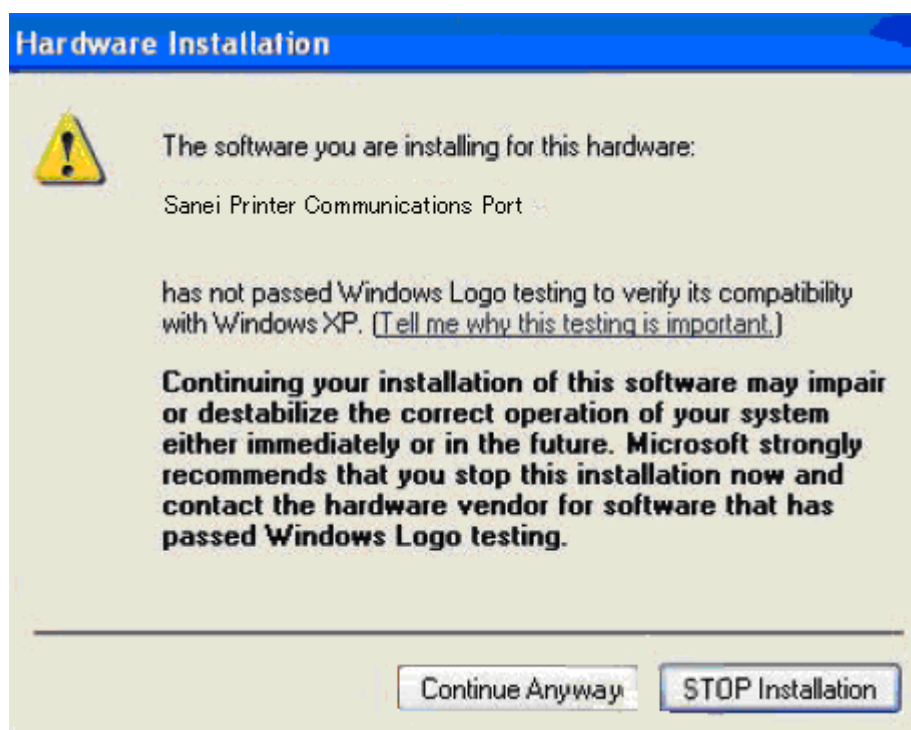 Hardware Installation
The software you are installing for this hardware:
Sanei Printer Communications Port
has not passed Windows Logo testing to verify its compatibility
with Windows XP. (Tell me why this testing is important.)
Continuing your installation of this software may impair
or destabilize the correct operation of your system
either immediately or in the future. Microsoft strongly
recommends that you stop this installation now and
contact the hardware vendor for software that has
passed Windows Logo testing.
Continue Anyway
STOP Installation